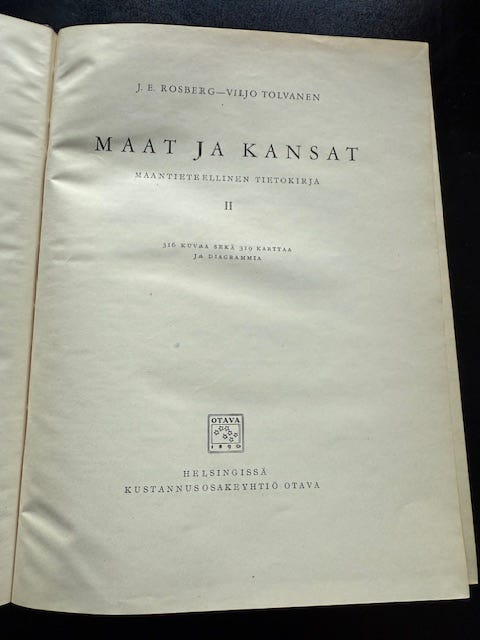 J. E. ROSBERG—VILJO TOLVANEN
MAAT JA KANSAT
MAANTIETEELLINEN TIETOKIRJA
II
316 KUVAA SEKÄ 319 KARTTAA
JA DIAGRAMMIA
OTAVA
1890
HELSINGISSÄ
KUSTANNUSOSAKEYHTIÖ OTAVA